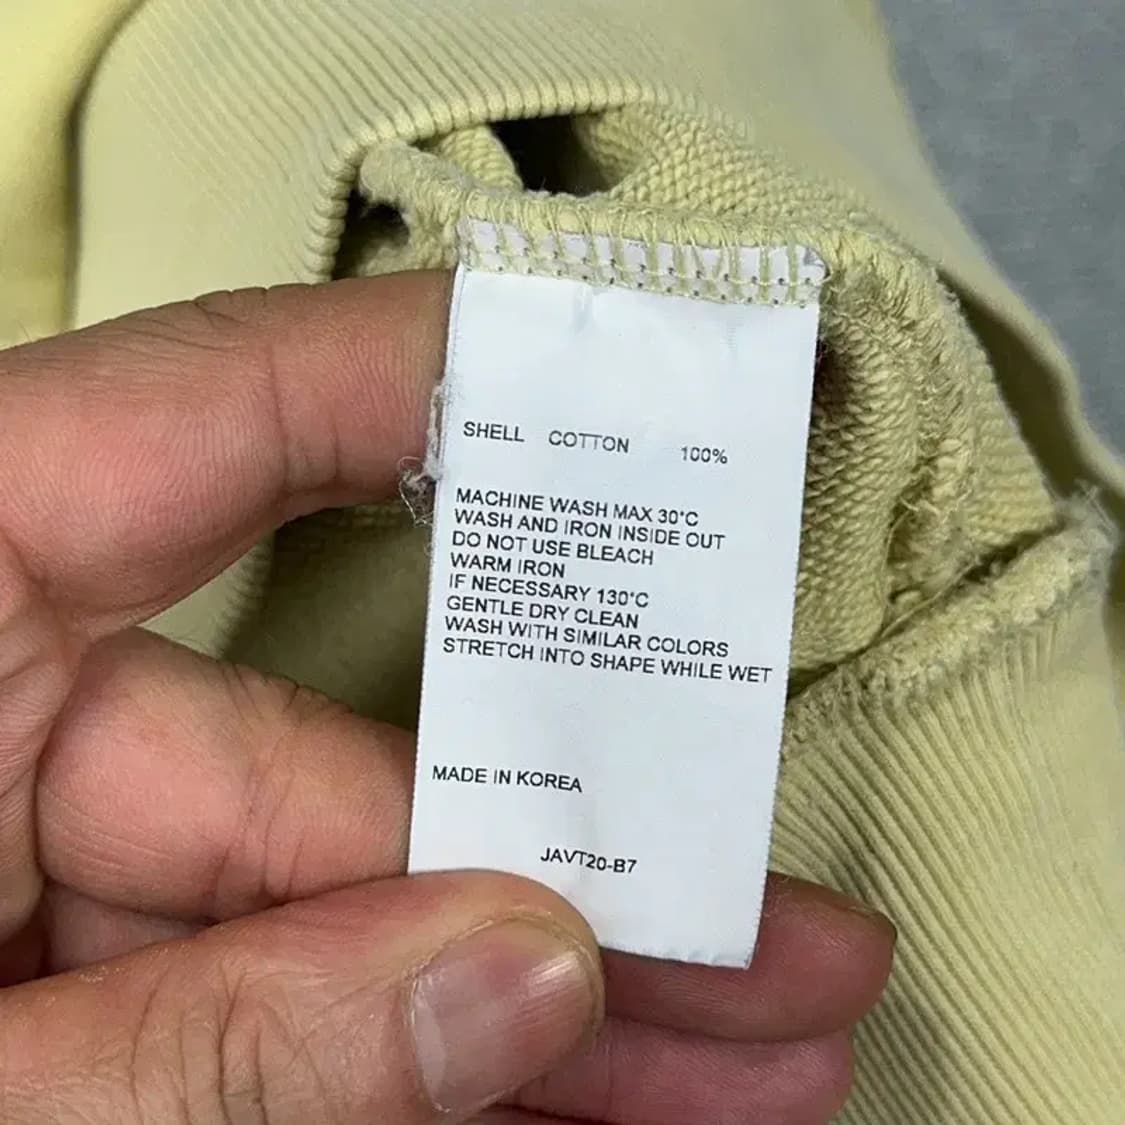 SHELL COTTON 100%
MACHINE WASH MAX 30°C
WASH AND IRON INSIDE OUT
DO NOT USE BLEACH
WARM IRON
IF NECESSARY 130°C
GENTLE DRY CLEAN
WASH WITH SIMILAR COLORS
STRETCH INTO SHAPE WHILE WET
MADE IN KOREA
JAVT20-B7